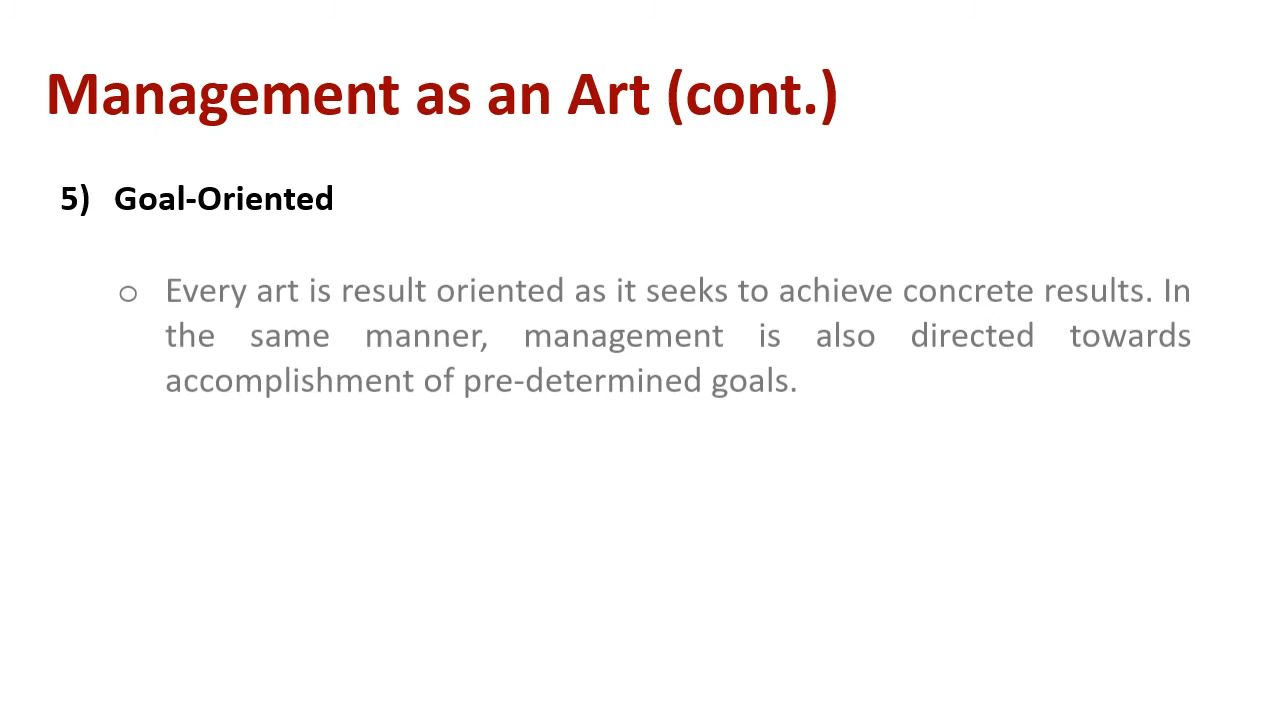 Management as an Art (cont.)
5) Goal-Oriented
○ Every art is result oriented as it seeks to achieve concrete results. In
the same manner, management is also directed towards
accomplishment of pre-determined goals.